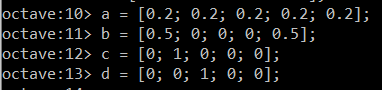 octave:10> a = [0.2; 0.2; 0.2; 0.2; 0.2];
octave:11> b = [0.5; 0; 0; 0; 0.5];
octave:12> c = [0; 1; 0; 0; 0];
octave:13> d = [0; 0; 1; 0; 0];